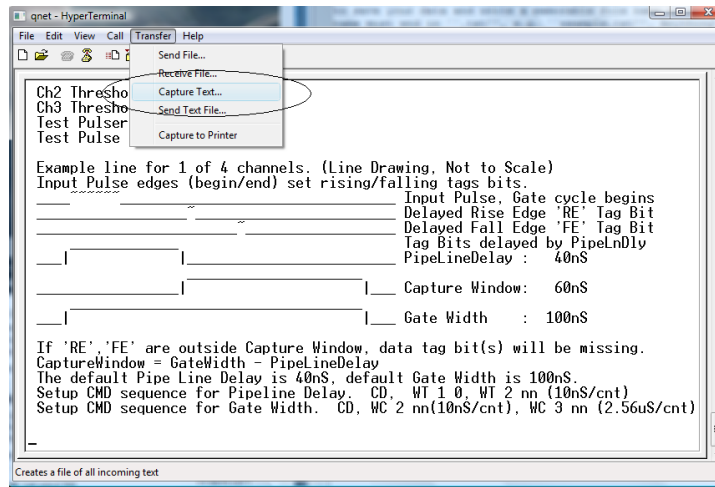 qnet - HyperTerminal
File Edit View Call Transfer Help
Send File...
Receive File...
Capture Text...
Send Text File...
Capture to Printer
Ch2 Thresho
Ch3 Thresho
Test Pulser
Test Pulse
Example line for 1 of 4 channels. (Line Drawing, Not to Scale)
Input Pulse edges (begin/end) set rising/falling tags bits.
Input Pulse, Gate cycle begins
Delayed Rise Edge 'RE' Tag Bit
Delayed Fall Edge 'FE' Tag Bit
Tag Bits delayed by PipeLnDly
PipeLineDelay : 40nS
Capture Window: 60nS
Gate Width : 100nS
If 'RE','FE' are outside Capture Window, data tag bit(s) will be missing.
CaptureWindow = GateWidth - PipeLineDelay
The default Pipe Line Delay is 40nS, default Gate Width is 100nS.
Setup CMD sequence for Pipeline Delay. CD, WT 1 0, WT 2 nn (10nS/cnt)
Setup CMD sequence for Gate Width. CD, WC 2 nn(10nS/cnt), WC 3 nn (2.56uS/cnt)
Creates a file of all incoming text